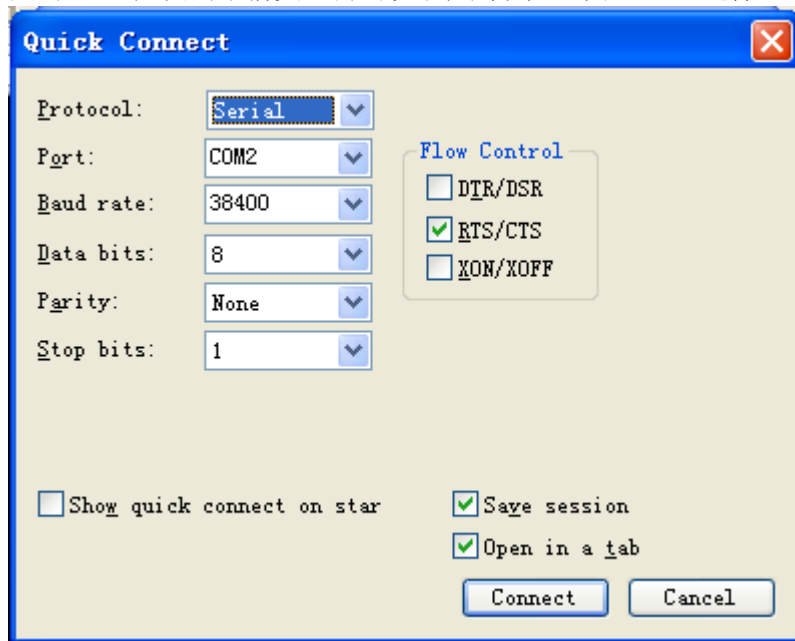 Quick Connect
Protocol: Serial
Port: COM2
Baud rate: 38400
Data bits: 8
Parity: None
Stop bits: 1
Flow Control
DTR/DSR
RTS/CTS
XON/XOFF
Show quick connect on star
Save session
Open in a tab
Connect Cancel